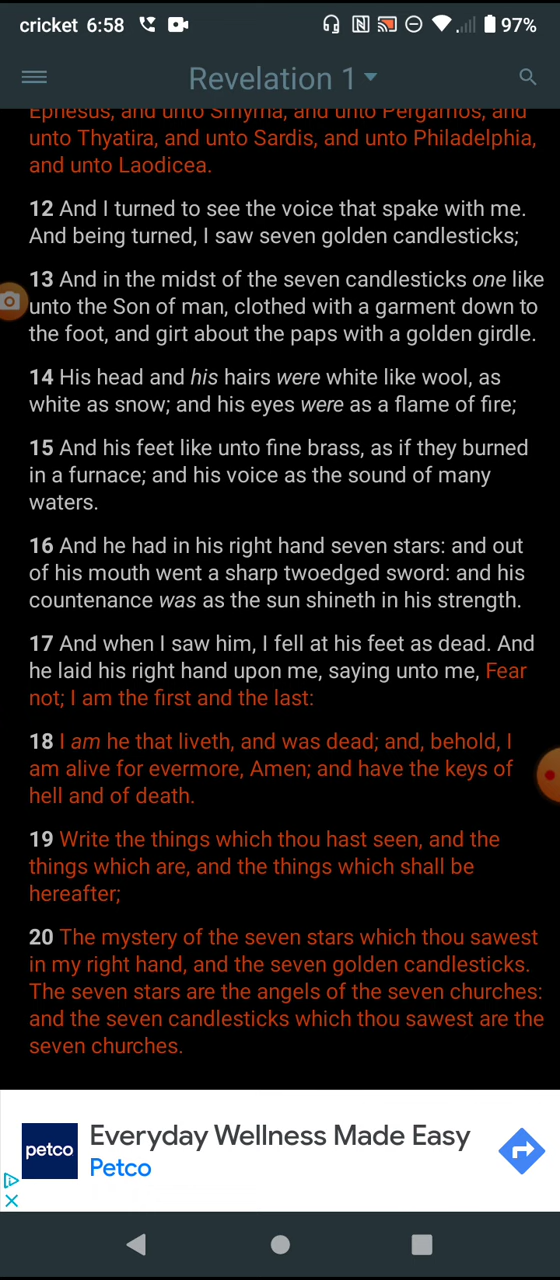 cricket 6:58 97%
Revelation 1
Ephesus, and unto Smyrna, and unto Pergamos, and
unto Thyatira, and unto Sardis, and unto Philadelphia,
and unto Laodicea.
12 And I turned to see the voice that spake with me.
And being turned, I saw seven golden candlesticks;
13 And in the midst of the seven candlesticks one like
unto the Son of man, clothed with a garment down to
the foot, and girt about the paps with a golden girdle.
14 His head and his hairs were white like wool, as
white as snow; and his eyes were as a flame of fire;
15 And his feet like unto fine brass, as if they burned
in a furnace; and his voice as the sound of many
waters.
16 And he had in his right hand seven stars: and out
of his mouth went a sharp twoedged sword: and his
countenance was as the sun shineth in his strength.
17 And when I saw him, I fell at his feet as dead. And
he laid his right hand upon me, saying unto me, Fear
not; I am the first and the last:
18 I am he that liveth, and was dead; and, behold, I
am alive for evermore, Amen; and have the keys of
hell and of death.
19 Write the things which thou hast seen, and the
things which are, and the things which shall be
hereafter;
20 The mystery of the seven stars which thou sawest
in my right hand, and the seven golden candlesticks.
The seven stars are the angels of the seven churches:
and the seven candlesticks which thou sawest are the
seven churches.
petco
Everyday Wellness Made Easy
Petco